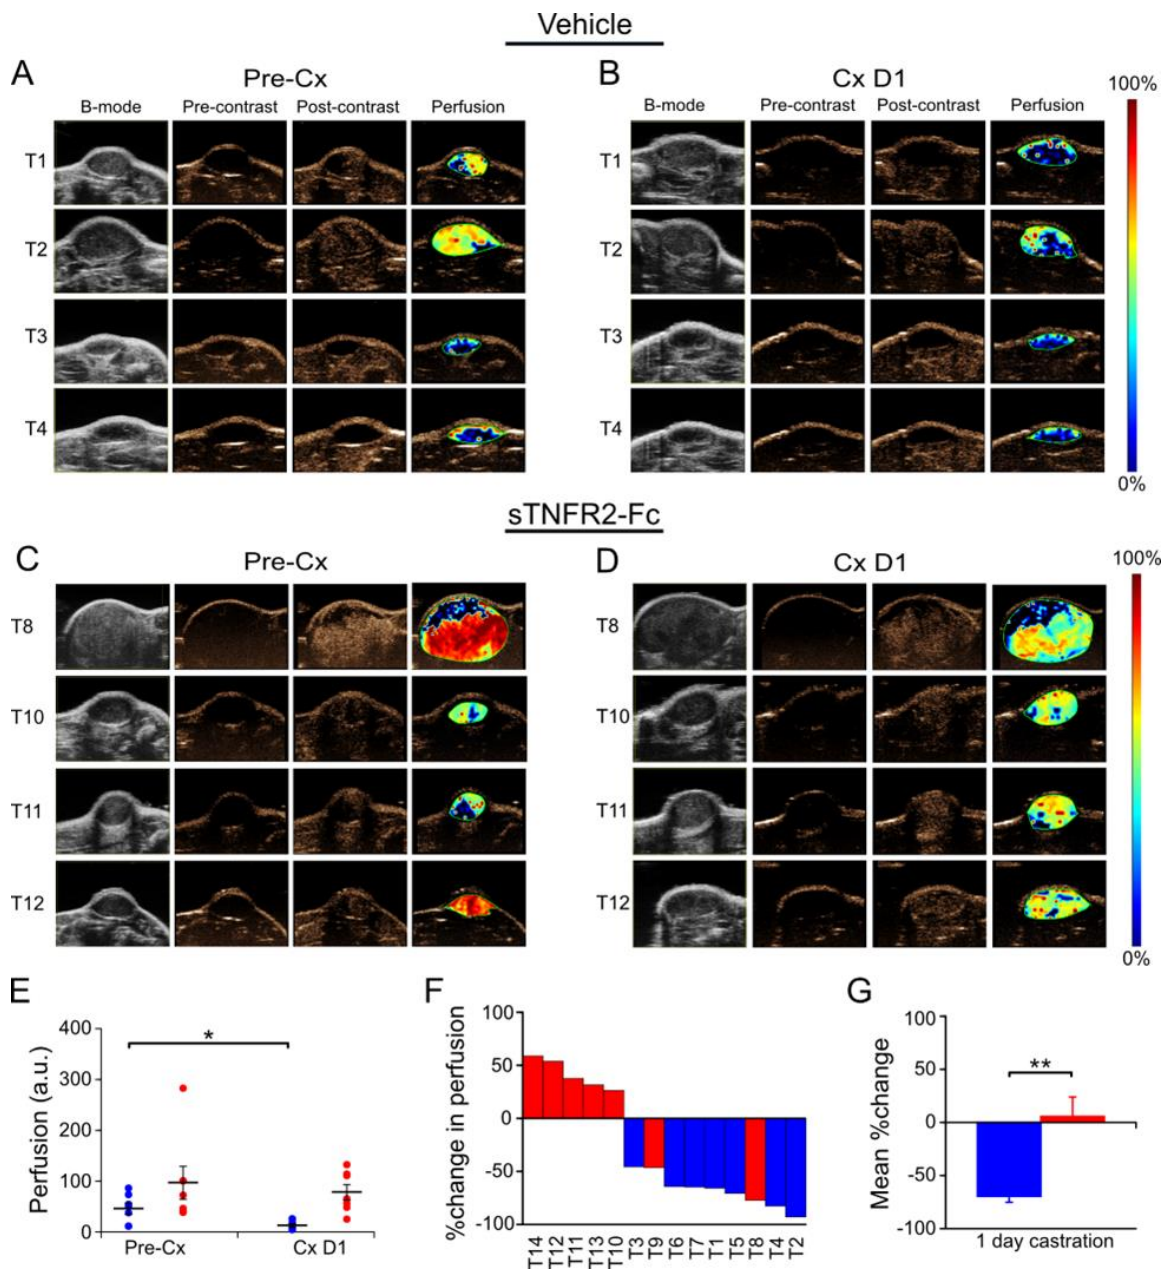 Vehicle
A
Pre-Cx
B-mode Pre-contrast Post-contrast Perfusion
T1
T2
T3
T4
B
Cx D1
B-mode Pre-contrast Post-contrast Perfusion
T1
T2
T3
T4
100%
0%
sTNFR2-Fc
C
Pre-Cx
T8
T10
T11
T12
D
Cx D1
T8
T10
T11
T12
100%
0%
E
Perfusion (a.u.)
400
300
200
100
0
*
Pre-Cx Cx D1
F
%change in perfusion
100
50
0
-50
-100
T14 T12 T11 T13 T10 T3 T9 T6 T7 T1 T5 T8 T4 T2
G
Mean %change
100
50
0
-50
-100
**
1 day castration